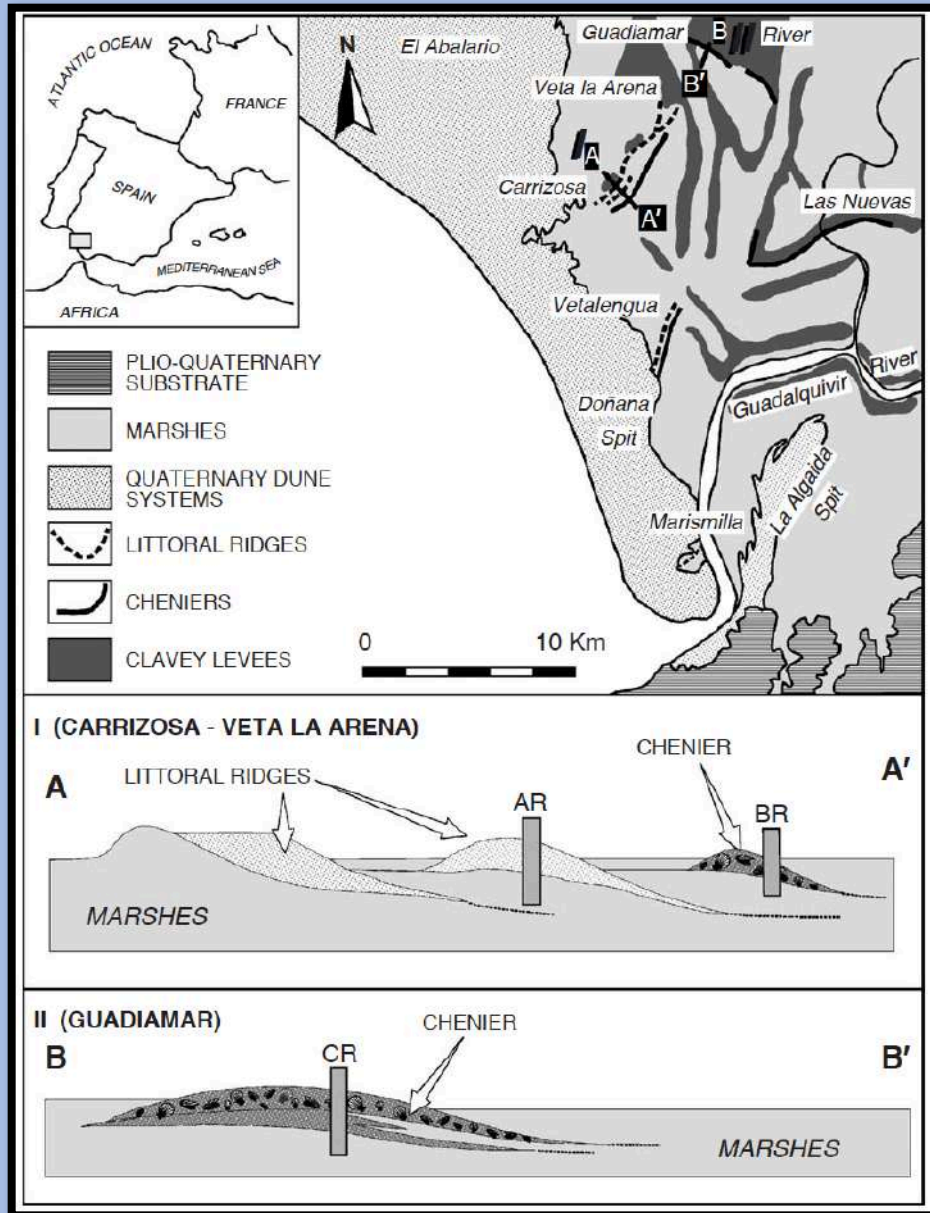 ATLANTIC OCEAN
FRANCE
SPAIN
MEDITERRANEAN SEA
AFRICA
N
El Abalario
Guadiamar
B
II
River
Veta la Arena
B'
I
A
Carrizosa
A'
Las Nuevas
Vetalengua
Doñana
Spit
Guadalquivir
River
La Algaida
Spit
Marismilla
PLIO-QUATERNARY
SUBSTRATE
MARSHES
QUATERNARY DUNE
SYSTEMS
LITTORAL RIDGES
CHENIERS
CLAVEY LEVEES
0 10 Km
I (CARRIZOSA - VETA LA ARENA)
CHENIER
LITTORAL RIDGES
A
A'
AR
BR
MARSHES
II (GUADIAMAR)
CHENIER
B
B'
CR
MARSHES